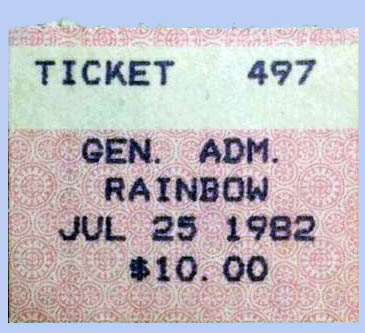 TICKET 497
GEN. ADM.
RAINBOW
JUL 25 1982
$10.00